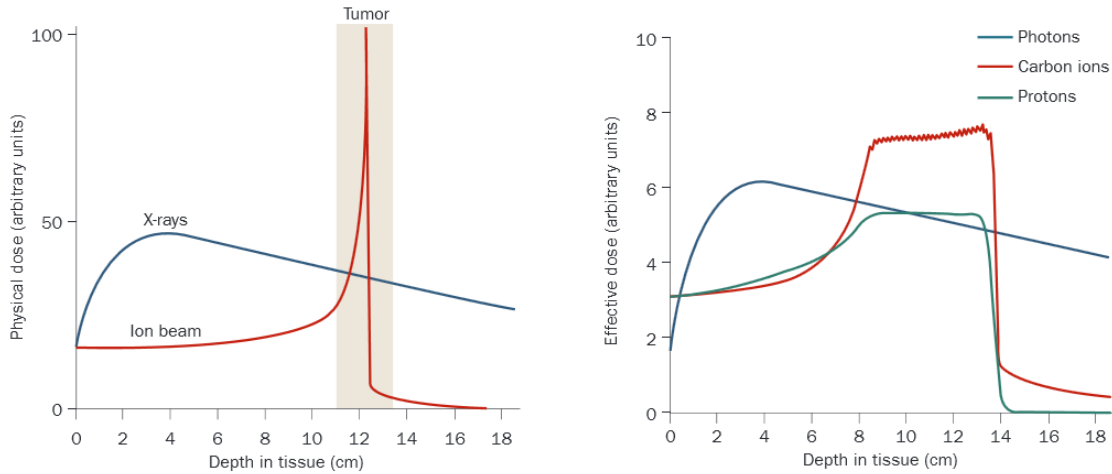 Tumor
100
50
0
Physical dose (arbitrary units)
X-rays
Ion beam
0 2 4 6 8 10 12 14 16 18
Depth in tissue (cm)
10
8
6
4
2
0
Effective dose (arbitrary units)
Photons
Carbon ions
Protons
0 2 4 6 8 10 12 14 16 18
Depth in tissue (cm)